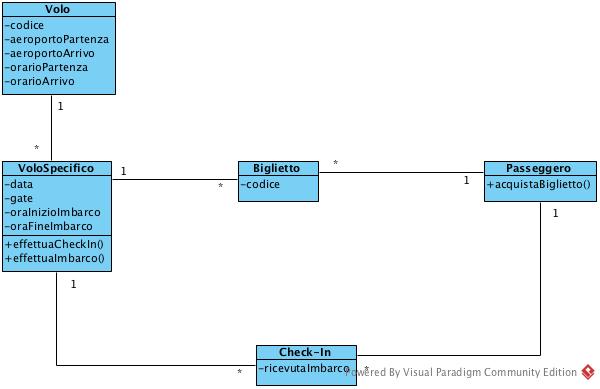 Volo
-codice
-aeroportoPartenza
-aeroportoArrivo
-orarioPartenza
-orarioArrivo
1
*
VoloSpecifico
-data
-gate
-oraInizioImbarco
-oraFineImbarco
+effettuaCheckIn()
+effettuaImbarco()
1
*
Biglietto
-codice
*
1
Passeggero
+acquistaBiglietto()
1
1
*
Check-In
-ricevutaImbarco
*
Powered By Visual Paradigm Community Edition